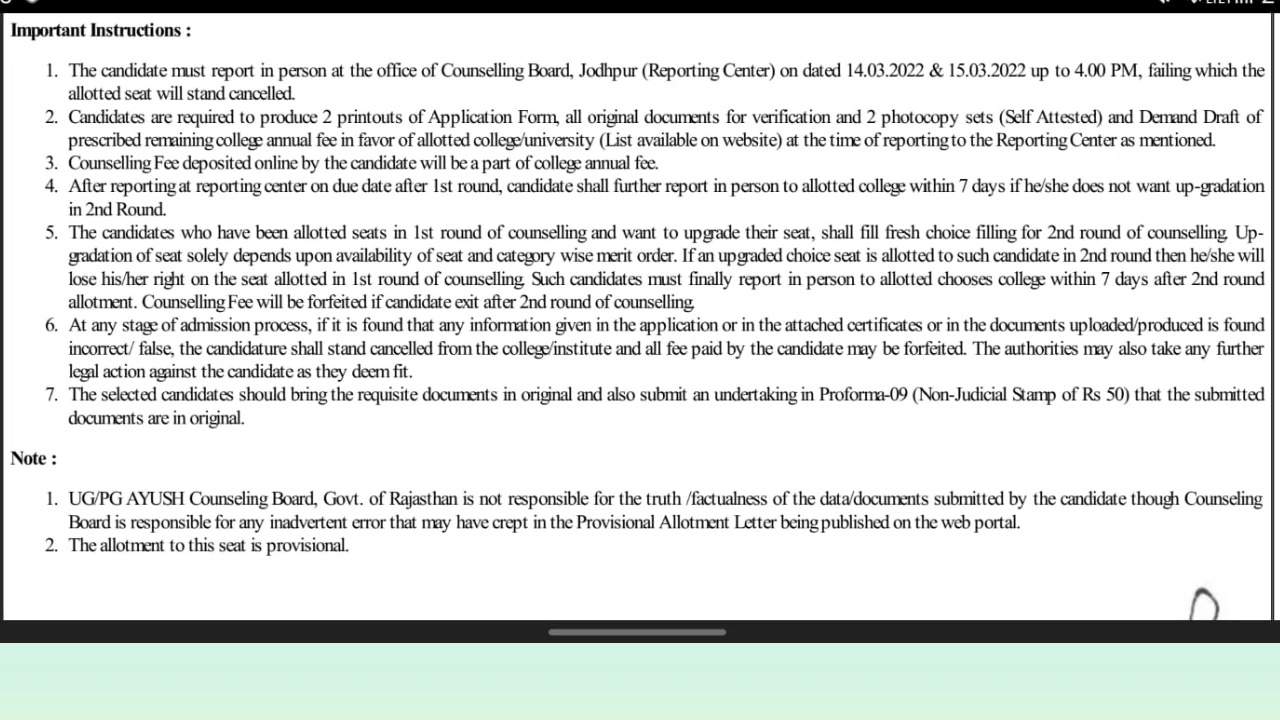 Important Instructions :
1. The candidate must report in person at the office of Counselling Board, Jodhpur (Reporting Center) on dated 14.03.2022 & 15.03.2022 up to 4.00 PM, failing which the
allotted seat will stand cancelled.
2. Candidates are required to produce 2 printouts of Application Form, all original documents for verification and 2 photocopy sets (Self Attested) and Demand Draft of
prescribed remaining college annual fee in favor of allotted college/university (List available on website) at the time of reporting to the Reporting Center as mentioned.
3. Counselling Fee deposited online by the candidate will be a part of college annual fee.
4. After reporting at reporting center on due date after 1st round, candidate shall further report in person to allotted college within 7 days if he/she does not want up-gradation
in 2nd Round.
5. The candidates who have been allotted seats in 1st round of counselling and want to upgrade their seat, shall fill fresh choice filling for 2nd round of counselling. Up-
gradation of seat solely depends upon availability of seat and category wise merit order. If an upgraded choice seat is allotted to such candidate in 2nd round then he/she will
lose his/her right on the seat allotted in 1st round of counselling. Such candidates must finally report in person to allotted chooses college within 7 days after 2nd round
allotment. Counselling Fee will be forfeited if candidate exit after 2nd round of counselling.
6. At any stage of admission process, if it is found that any information given in the application or in the attached certificates or in the documents uploaded/produced is found
incorrect/ false, the candidature shall stand cancelled from the college/institute and all fee paid by the candidate may be forfeited. The authorities may also take any further
legal action against the candidate as they deem fit.
7. The selected candidates should bring the requisite documents in original and also submit an undertaking in Proforma-09 (Non-Judicial Stamp of Rs 50) that the submitted
documents are in original.
Note :
1. UG/PG AYUSH Counseling Board, Govt. of Rajasthan is not responsible for the truth /factualness of the data/documents submitted by the candidate though Counseling
Board is responsible for any inadvertent error that may have crept in the Provisional Allotment Letter being published on the web portal.
2. The allotment to this seat is provisional.